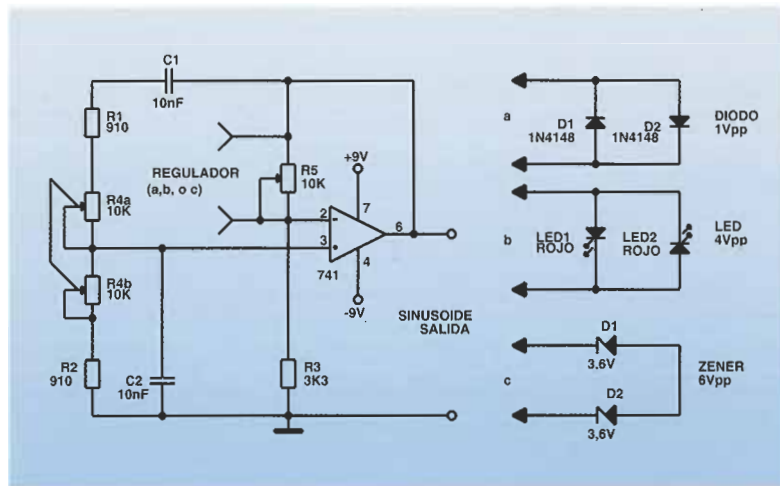 C1
10nF
R1
910
R4a
10K
R4b
10K
R2
910
C2
10nF
REGULADOR
(a,b, o c)
R5
10K
+9V
7
2
-
6
3
+
4
741
-9V
SINUSOIDE
SALIDA
R3
3K3
a
D1
1N4148
D2
1N4148
DIODO
1Vpp
b
LED1
ROJO
LED2
ROJO
LED
4Vpp
c
D1
3,6V
D2
3,6V
ZENER
6Vpp